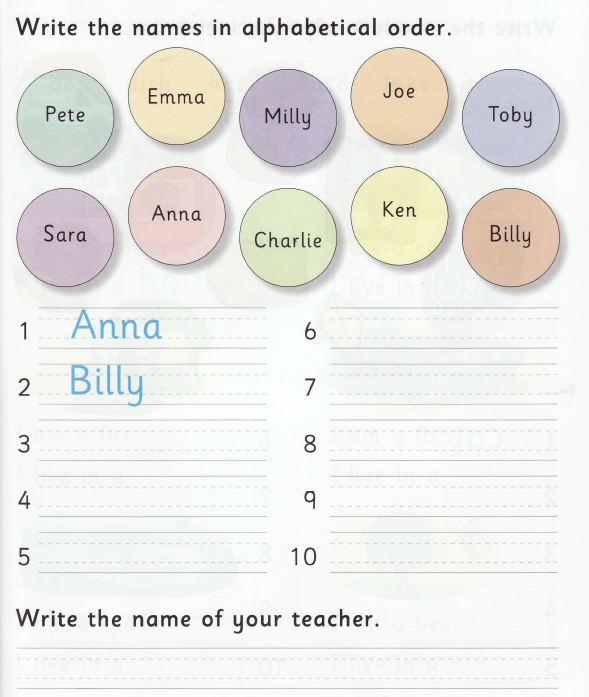 Write the names in alphabetical order.
Pete Emma Milly Joe Toby
Sara Anna Charlie Ken Billy
1 Anna 6
2 Billy 7
3 8
4 9
5 10
Write the name of your teacher.